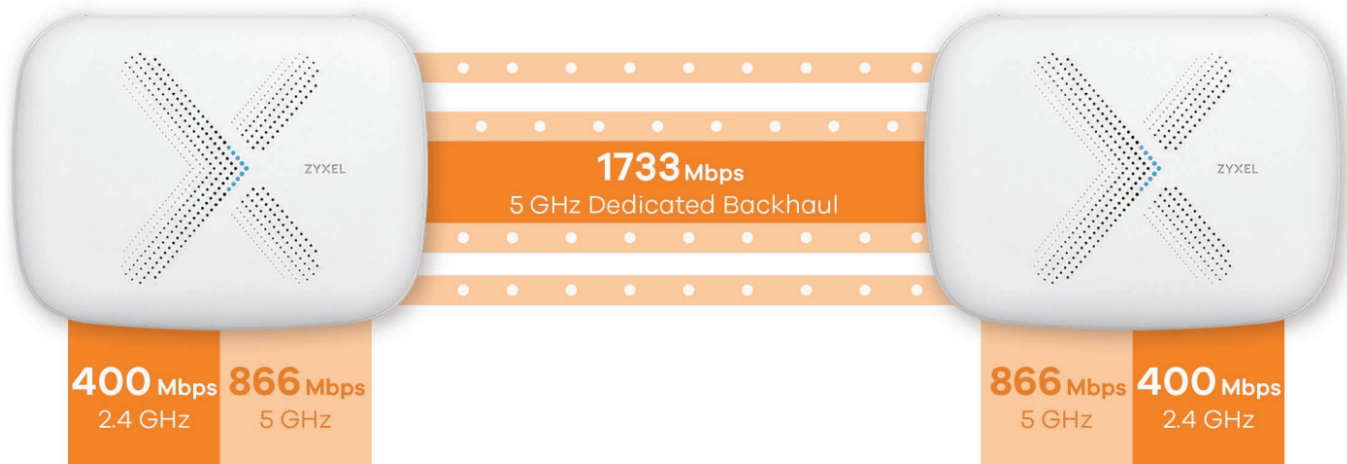 ZYXEL
ZYXEL
1733 Mbps
5 GHz Dedicated Backhaul
400 Mbps
2.4 GHz
866 Mbps
5 GHz
866 Mbps
5 GHz
400 Mbps
2.4 GHz